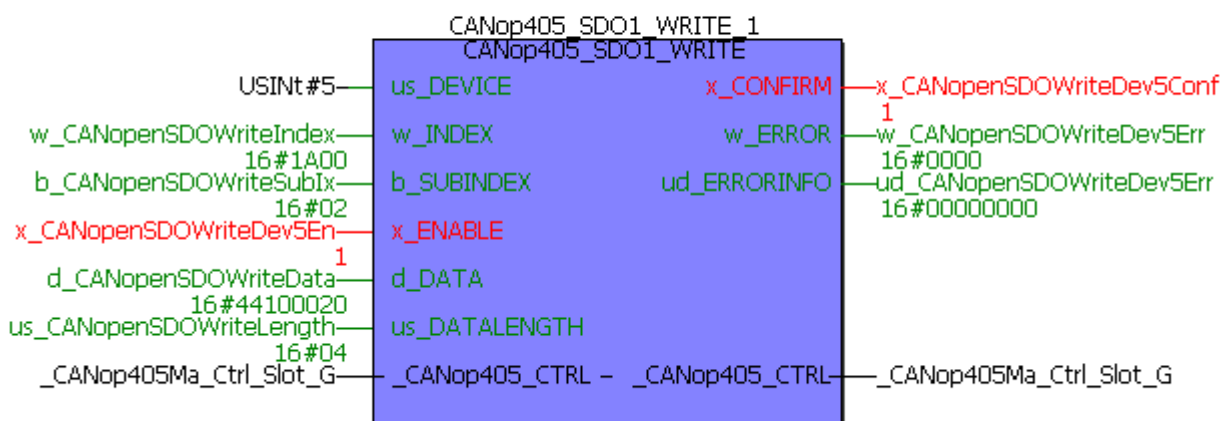 CANop405_SDO1_WRITE_1
CANop405_SDO1_WRITE
USINt#5 us_DEVICE x_CONFIRM x_CANopenSDOWriteDev5Conf
1
w_CANopenSDOWriteIndex w_INDEX w_ERROR w_CANopenSDOWriteDev5Err
16#1A00 16#0000
b_CANopenSDOWriteSubIx b_SUBINDEX ud_ERRORINFO ud_CANopenSDOWriteDev5Err
16#02 16#00000000
x_CANopenSDOWriteDev5En x_ENABLE
1
d_CANopenSDOWriteData d_DATA
16#44100020
us_CANopenSDOWriteLength us_DATALENGTH
16#04
_CANop405Ma_Ctrl_Slot_G _CANop405_CTRL – _CANop405_CTRL _CANop405Ma_Ctrl_Slot_G